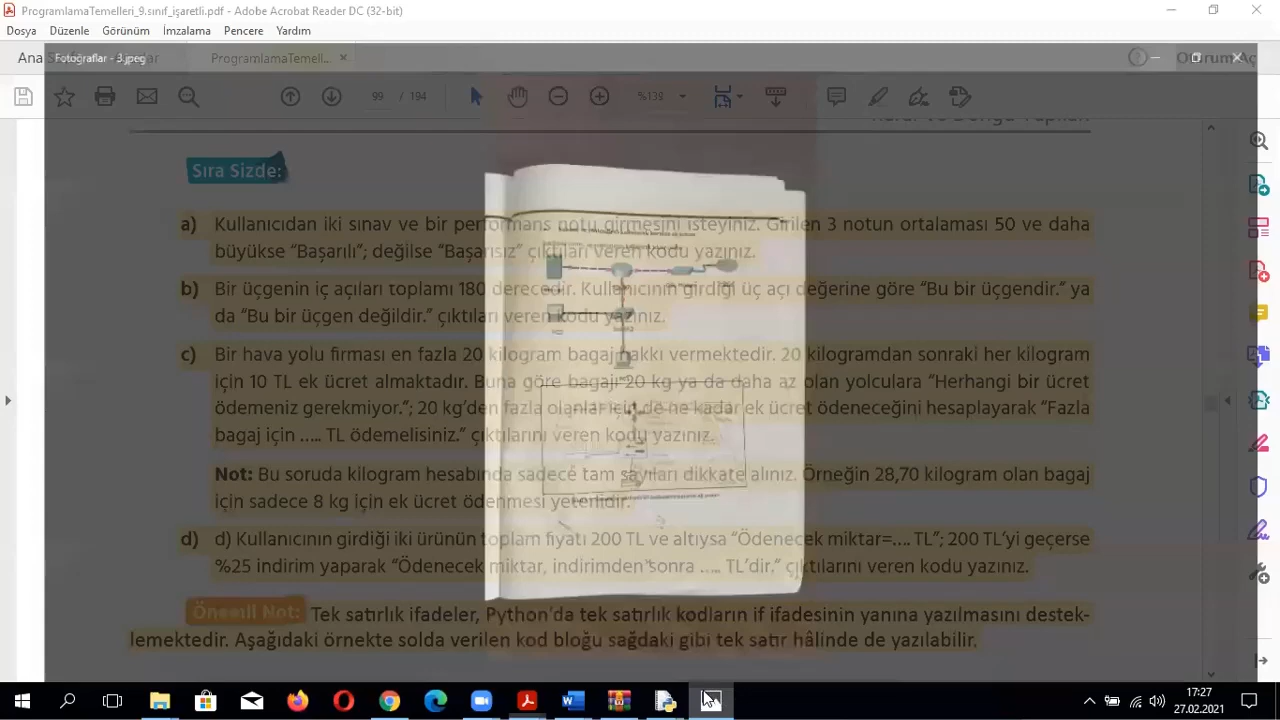 ProgramlamaTemelleri_9.sınıf_işaretli.pdf - Adobe Acrobat Reader DC (32-bit)
Dosya Düzenle Görünüm İmzalama Pencere Yardım
Ana
Fotoğraflar - 3.jpeg
ProgramlamaTemell...
Oturum Aç
99 / 194
%139
Karar ve Döngü Yapıları
Sıra Sizde:
a) Kullanıcıdan iki sınav ve bir performans notu girmesini isteyiniz. Girilen 3 notun ortalaması 50 ve daha
büyükse “Başarılı”; değilse “Başarısız” çıktıları veren kodu yazınız.
b) Bir üçgenin iç açıları toplamı 180 derecedir. Kullanıcının girdiği üç açı değerine göre “Bu bir üçgendir.” ya
da “Bu bir üçgen değildir.” çıktıları veren kodu yazınız.
c) Bir hava yolu firması en fazla 20 kilogram bagaj hakkı vermektedir. 20 kilogramdan sonraki her kilogram
için 10 TL ek ücret almaktadır. Buna göre bagajı 20 kg ya da daha az olan yolculara “Herhangi bir ücret
ödemeniz gerekmiyor.”; 20 kg’den fazla olanlar için de ne kadar ek ücret ödeneceğini hesaplayarak “Fazla
bagaj için ..... TL ödemelisiniz.” çıktılarını veren kodu yazınız.
Not: Bu soruda kilogram hesabında sadece tam sayıları dikkate alınız. Örneğin 28,70 kilogram olan bagaj
için sadece 8 kg için ek ücret ödenmesi yeterlidir.
d) d) Kullanıcının girdiği iki ürünün toplam fiyatı 200 TL ve altıysa “Ödenecek miktar=.... TL”; 200 TL’yi geçerse
%25 indirim yaparak “Ödenecek miktar, indirimden sonra ..... TL’dir.” çıktılarını veren kodu yazınız.
Önemli Not: Tek satırlık ifadeler, Python’da tek satırlık kodların if ifadesinin yanına yazılmasını destek-
lemektedir. Aşağıdaki örnekte solda verilen kod bloğu sağdaki gibi tek satır hâlinde de yazılabilir.
17:27
27.02.2021